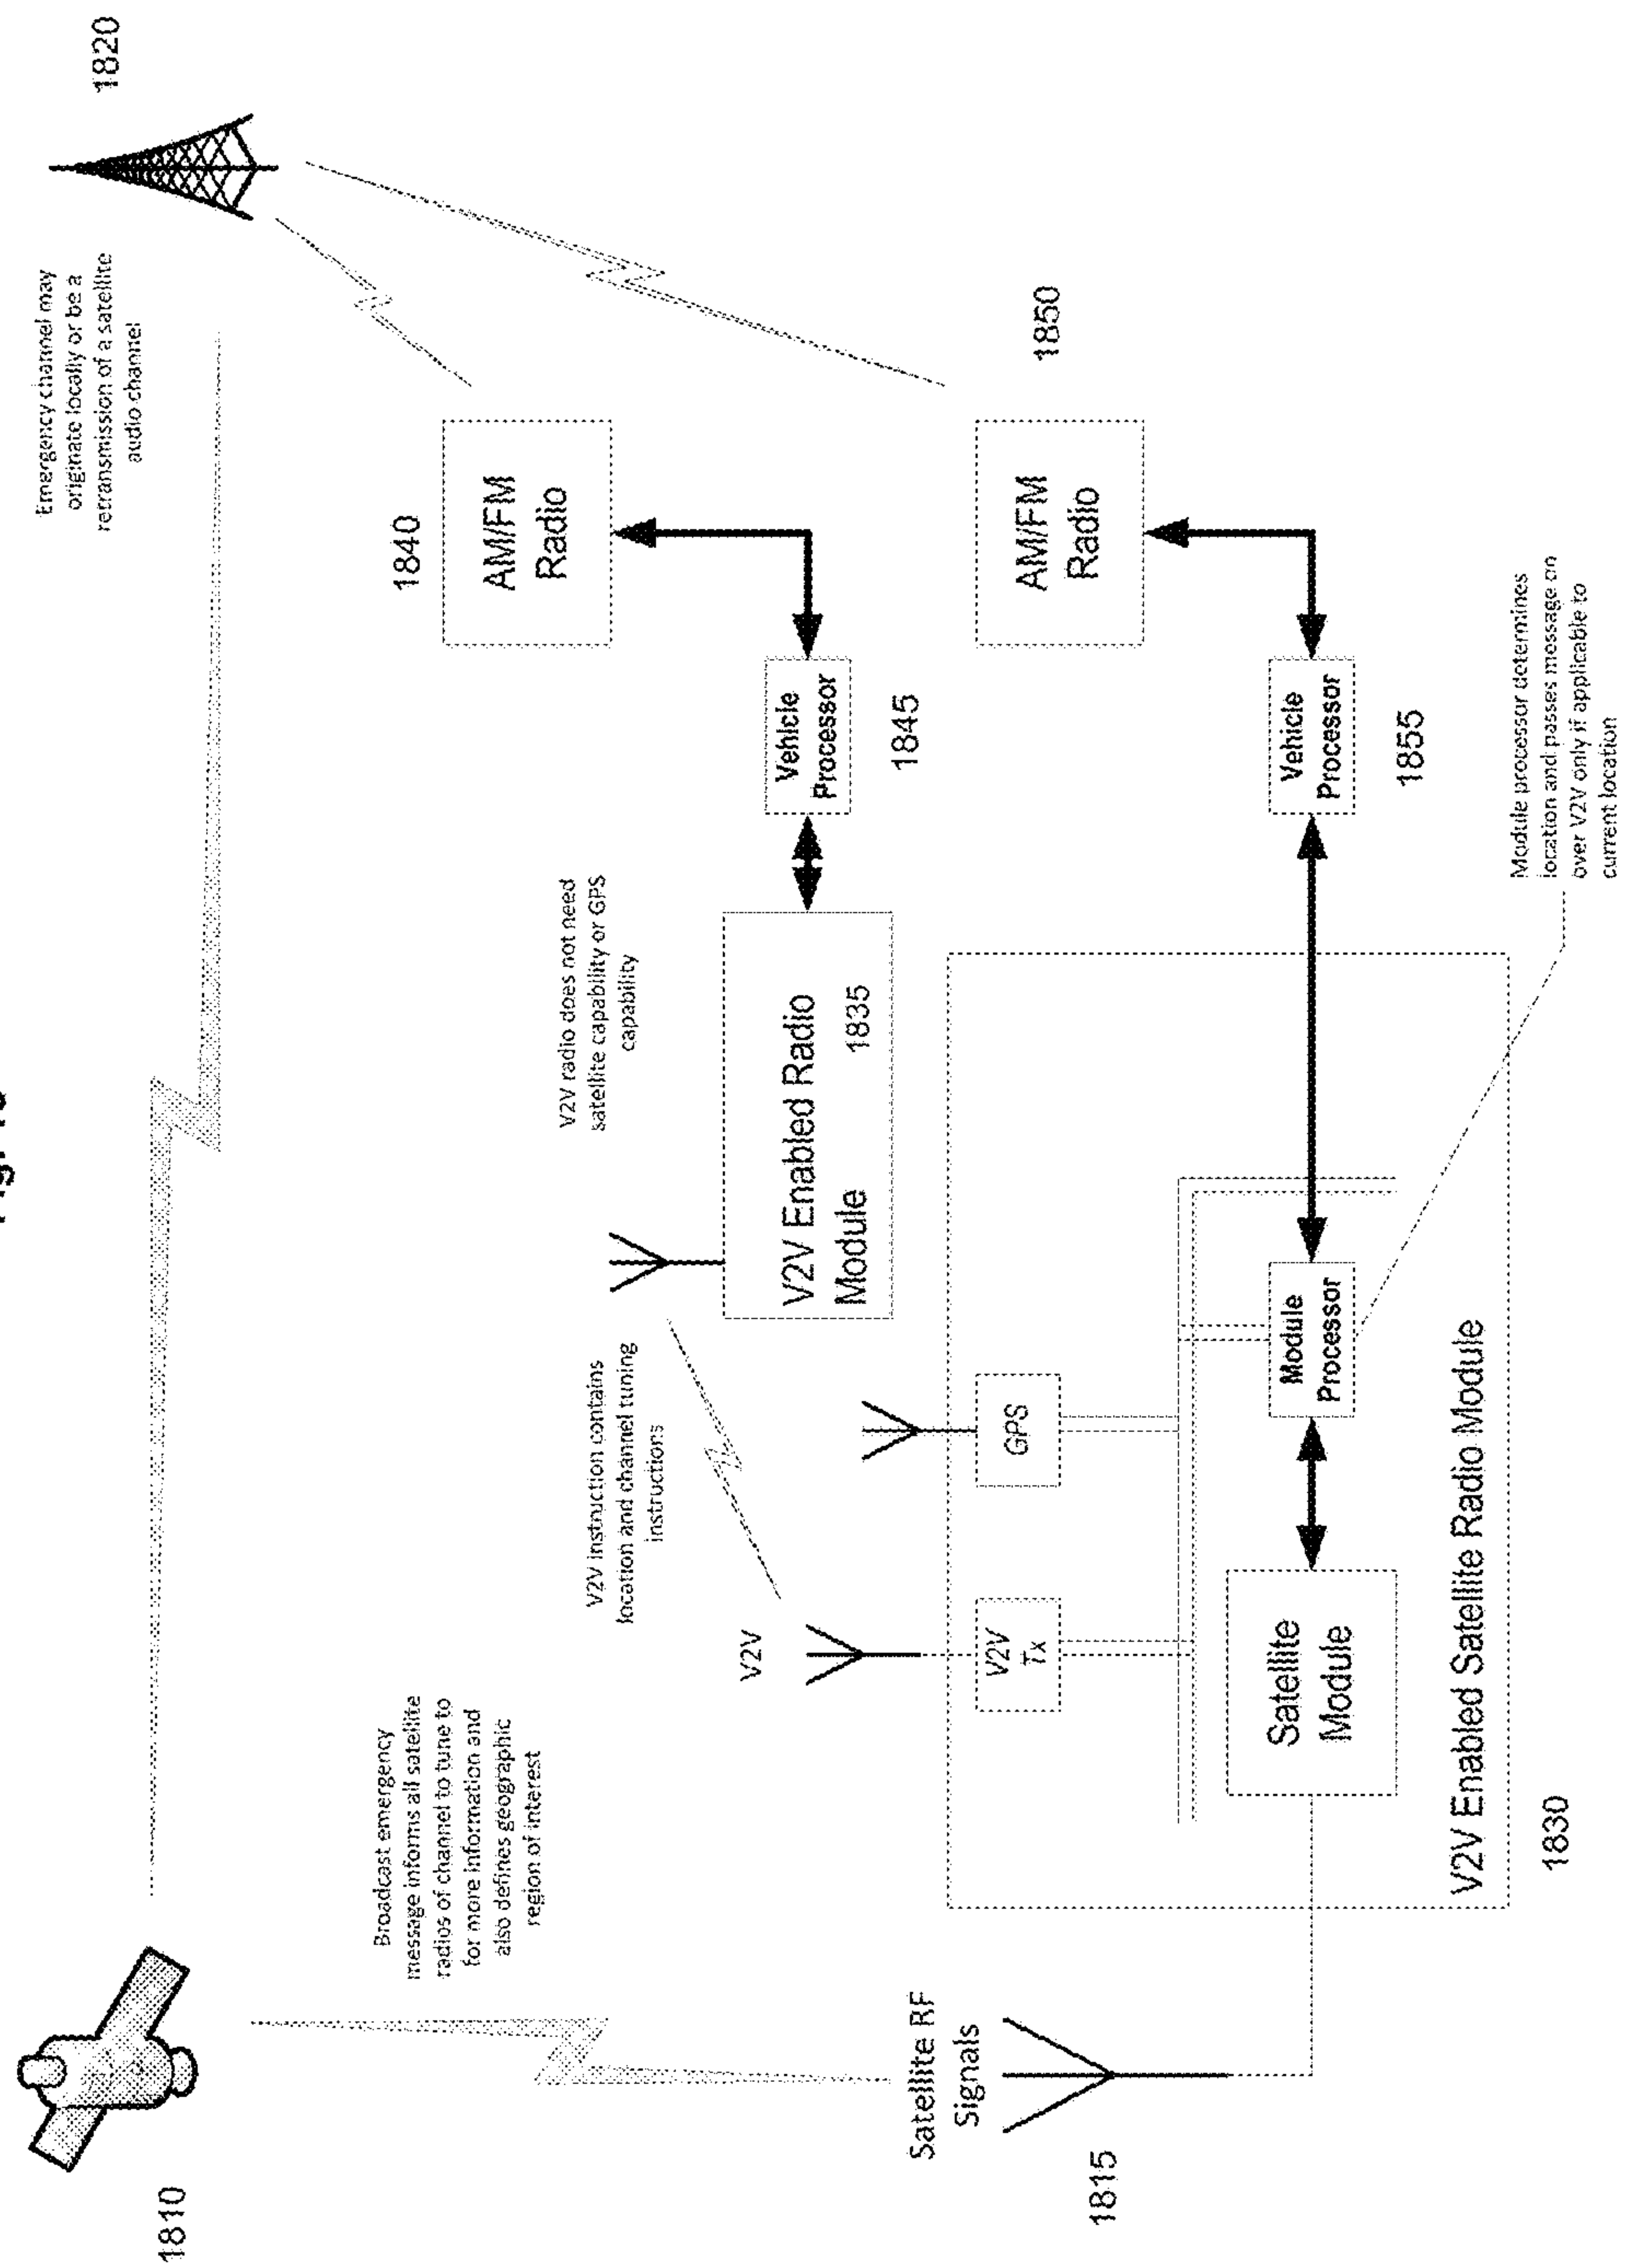 1810
1820
Emergency channel may
originate locally or be a
retransmission of a satellite
audio channel
Broadcast emergency
message informs all satellite
radios of channel to tune to
for more information and
also defines geographic
region of interest
1840
AM/FM
Radio
V2V radio does not need
satellite capability or GPS
capability
V2V instruction contains
location and channel tuning
instructions
V2V
V2V Enabled Radio
Module
1835
Vehicle
Processor
1845
Satellite RF
Signals
1815
V2V
Tx
GPS
1850
AM/FM
Radio
Satellite
Module
Module
Processor
Vehicle
Processor
1855
V2V Enabled Satellite Radio Module
1830
Module processor determines
location and passes message on
over V2V only if applicable to
current location